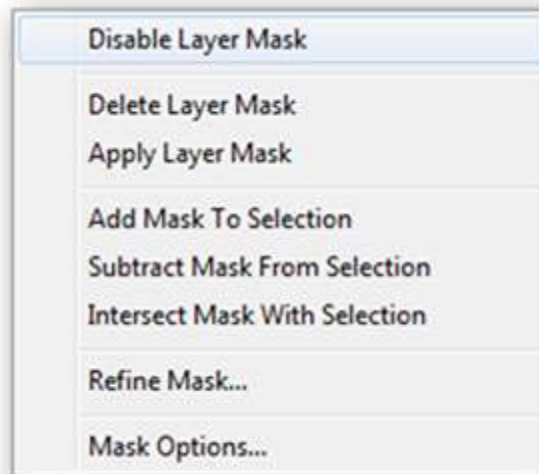 Disable Layer Mask
Delete Layer Mask
Apply Layer Mask
Add Mask To Selection
Subtract Mask From Selection
Intersect Mask With Selection
Refine Mask...
Mask Options...